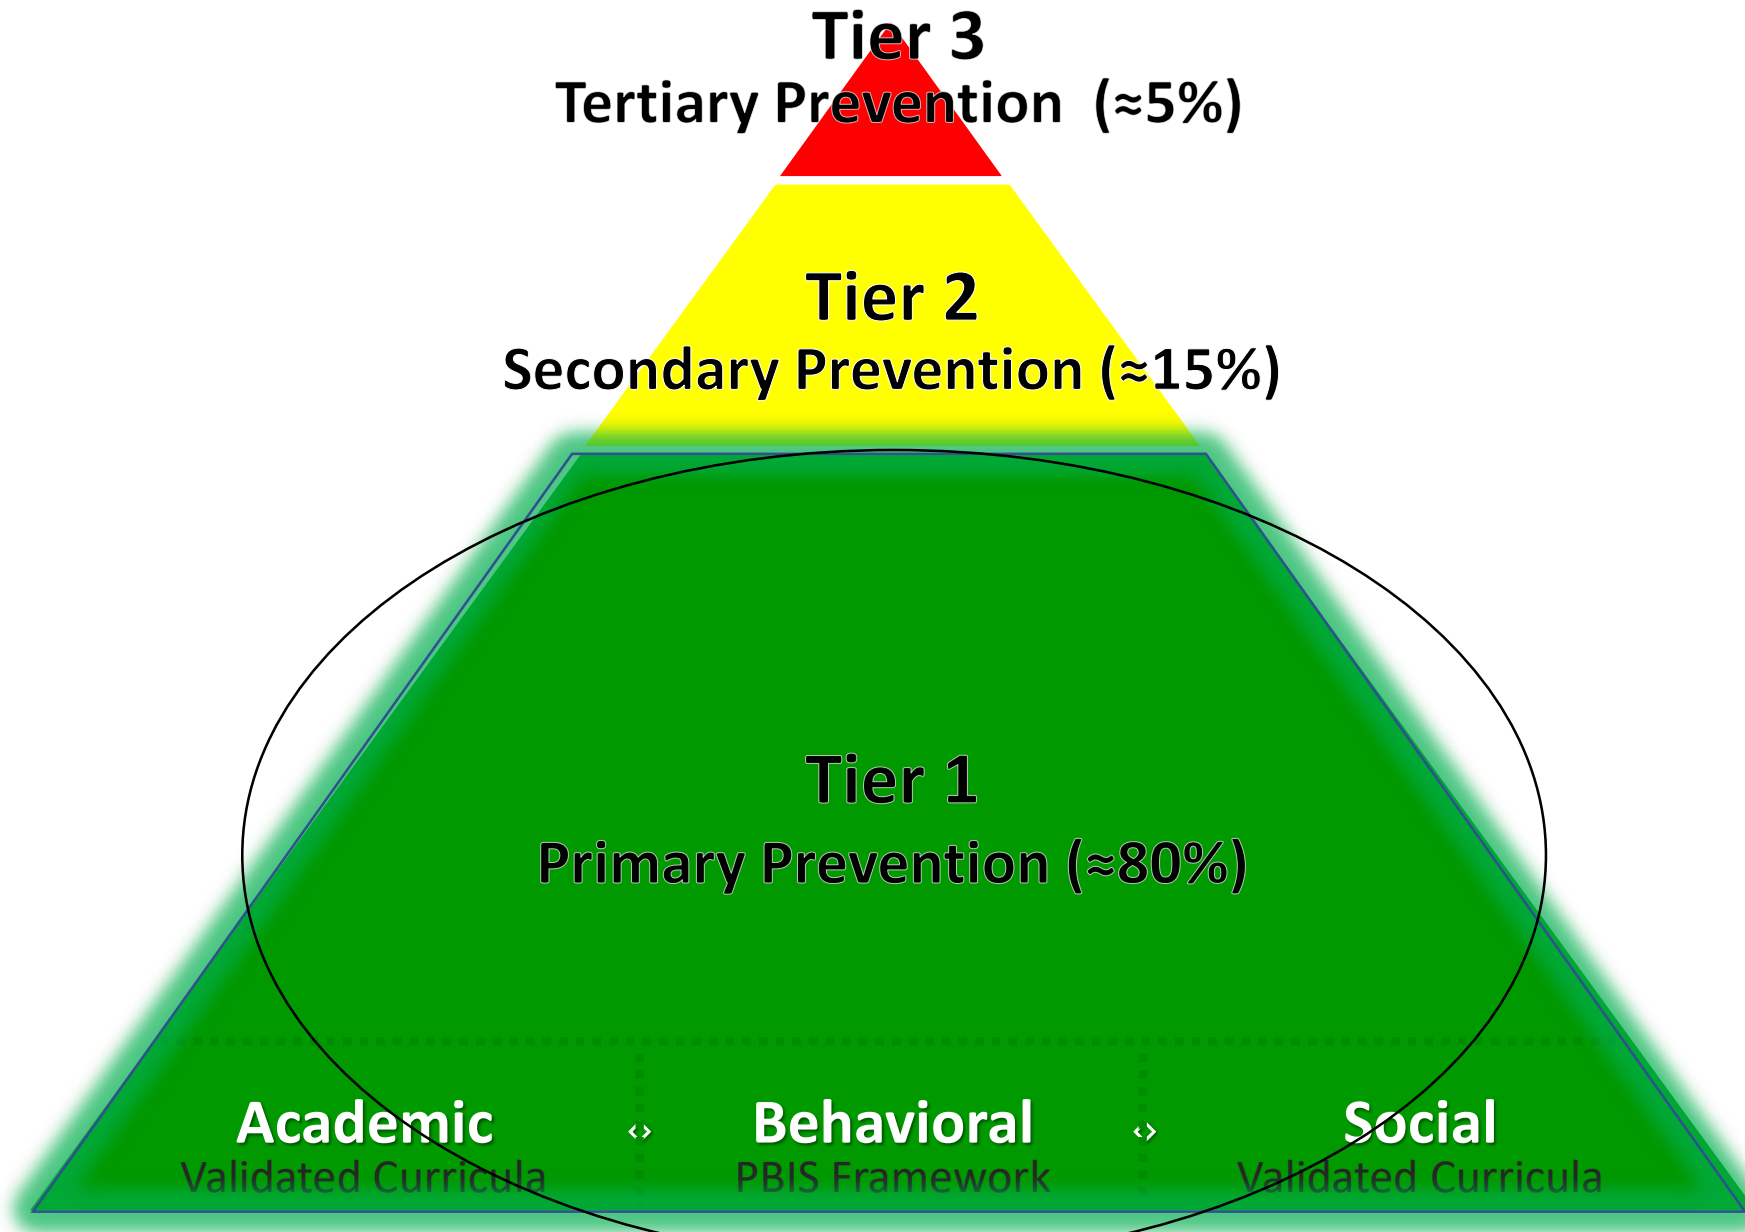 Tier 3
Tertiary Prevention (≈5%)
Tier 2
Secondary Prevention (≈15%)
Tier 1
Primary Prevention (≈80%)
Academic ‹› Behavioral ‹› Social
Validated Curricula PBIS Framework Validated Curricula